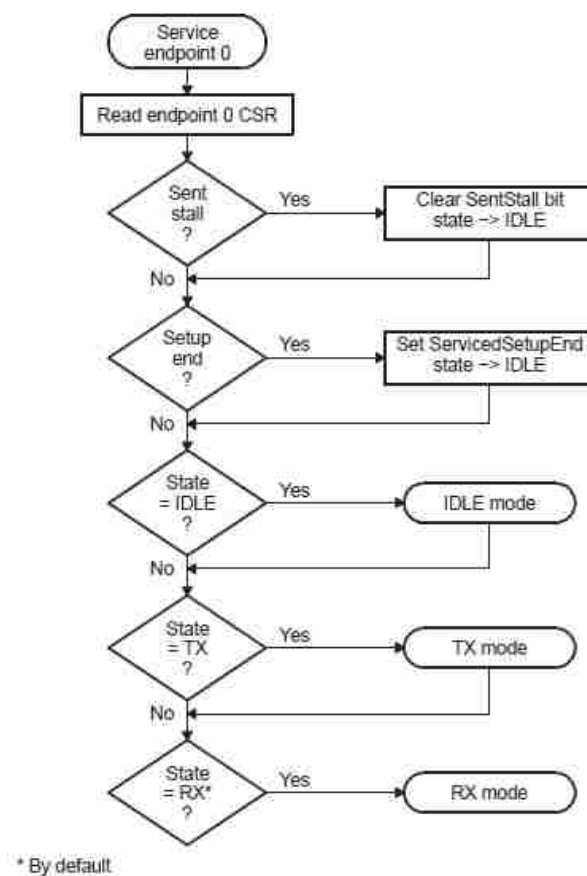 Service
endpoint 0
Read endpoint 0 CSR
Sent
stall
?
Yes
Clear SentStall bit
state −> IDLE
No
Setup
end
?
Yes
Set ServicedSetupEnd
state −> IDLE
No
State
= IDLE
?
Yes
IDLE mode
No
State
= TX
?
Yes
TX mode
No
State
= RX*
?
Yes
RX mode
* By default